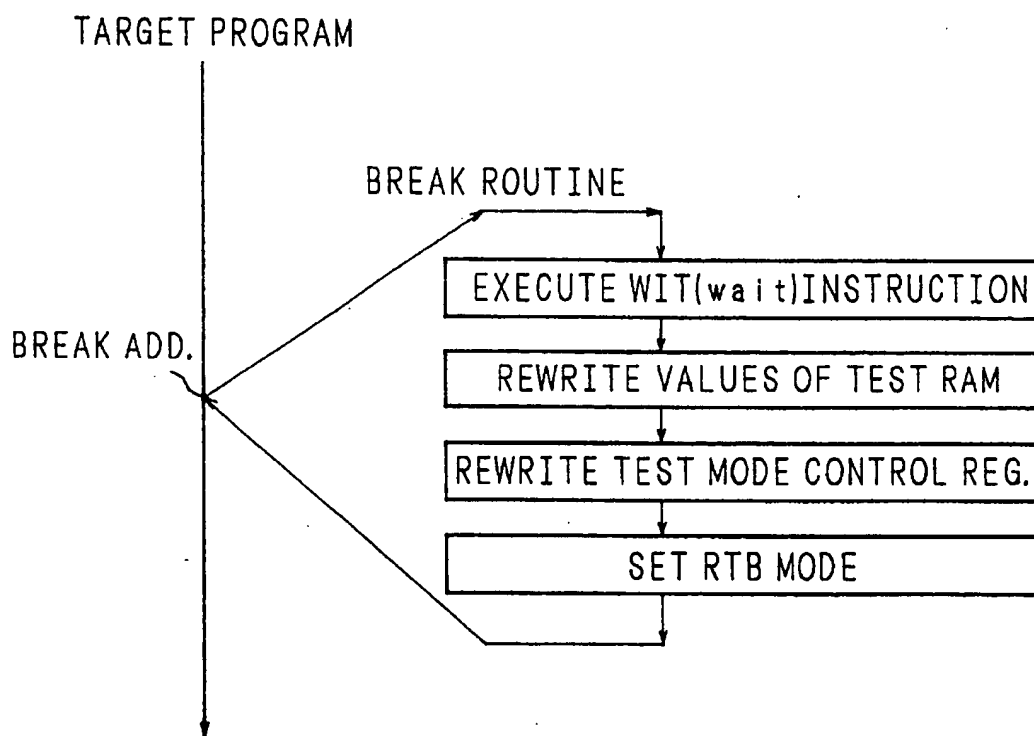 TARGET PROGRAM
BREAK ROUTINE
EXECUTE WIT(wait)INSTRUCTION
BREAK ADD.
REWRITE VALUES OF TEST RAM
REWRITE TEST MODE CONTROL REG.
SET RTB MODE